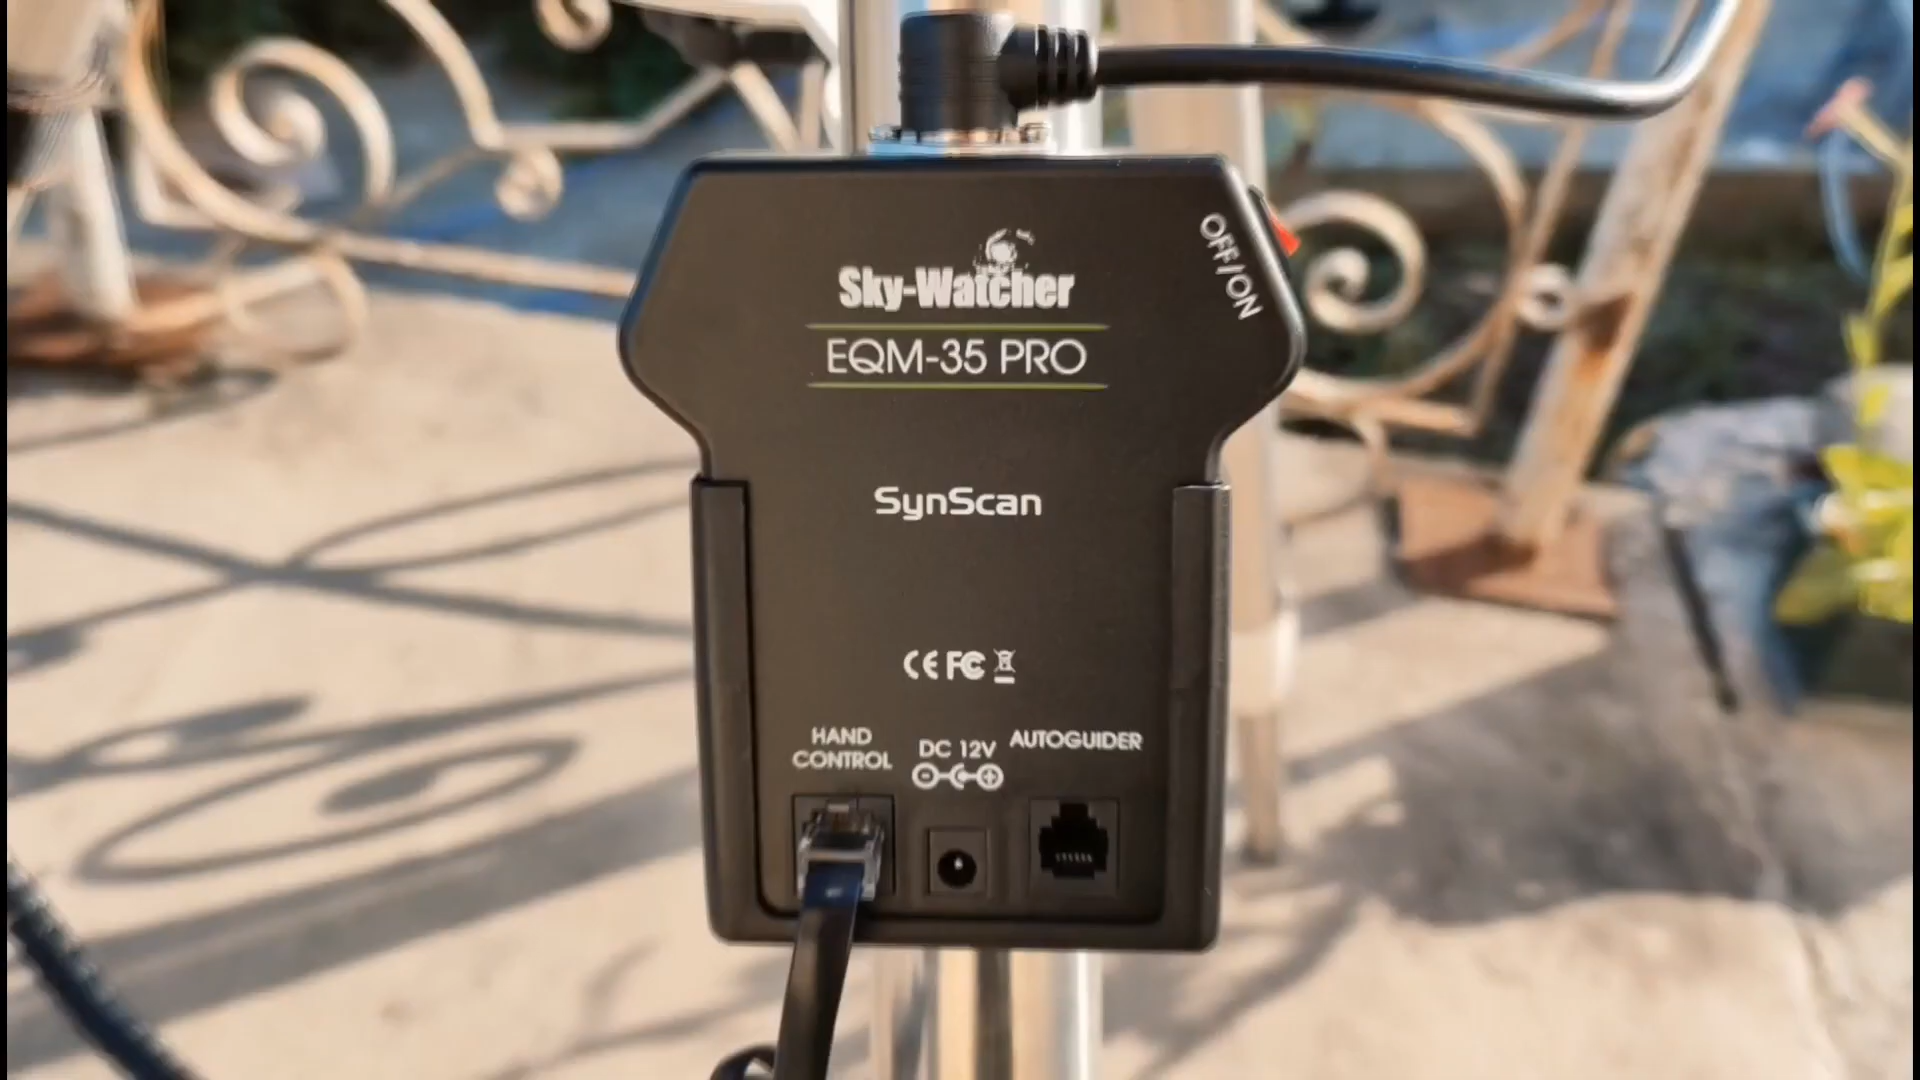 Sky-Watcher
OFF/ON
EQM-35 PRO
SynScan
CE FC
HAND
CONTROL
DC 12V
AUTOGUIDER